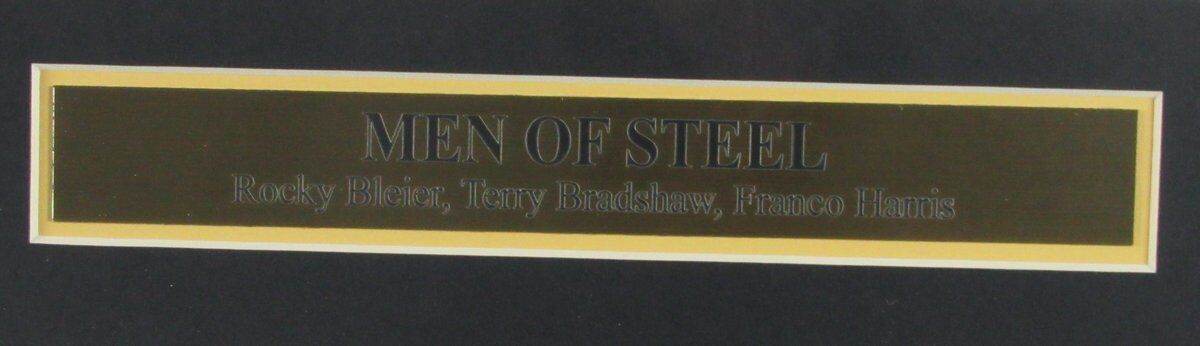 MEN OF STEEL
Rocky Bleier, Terry Bradshaw, Franco Harris